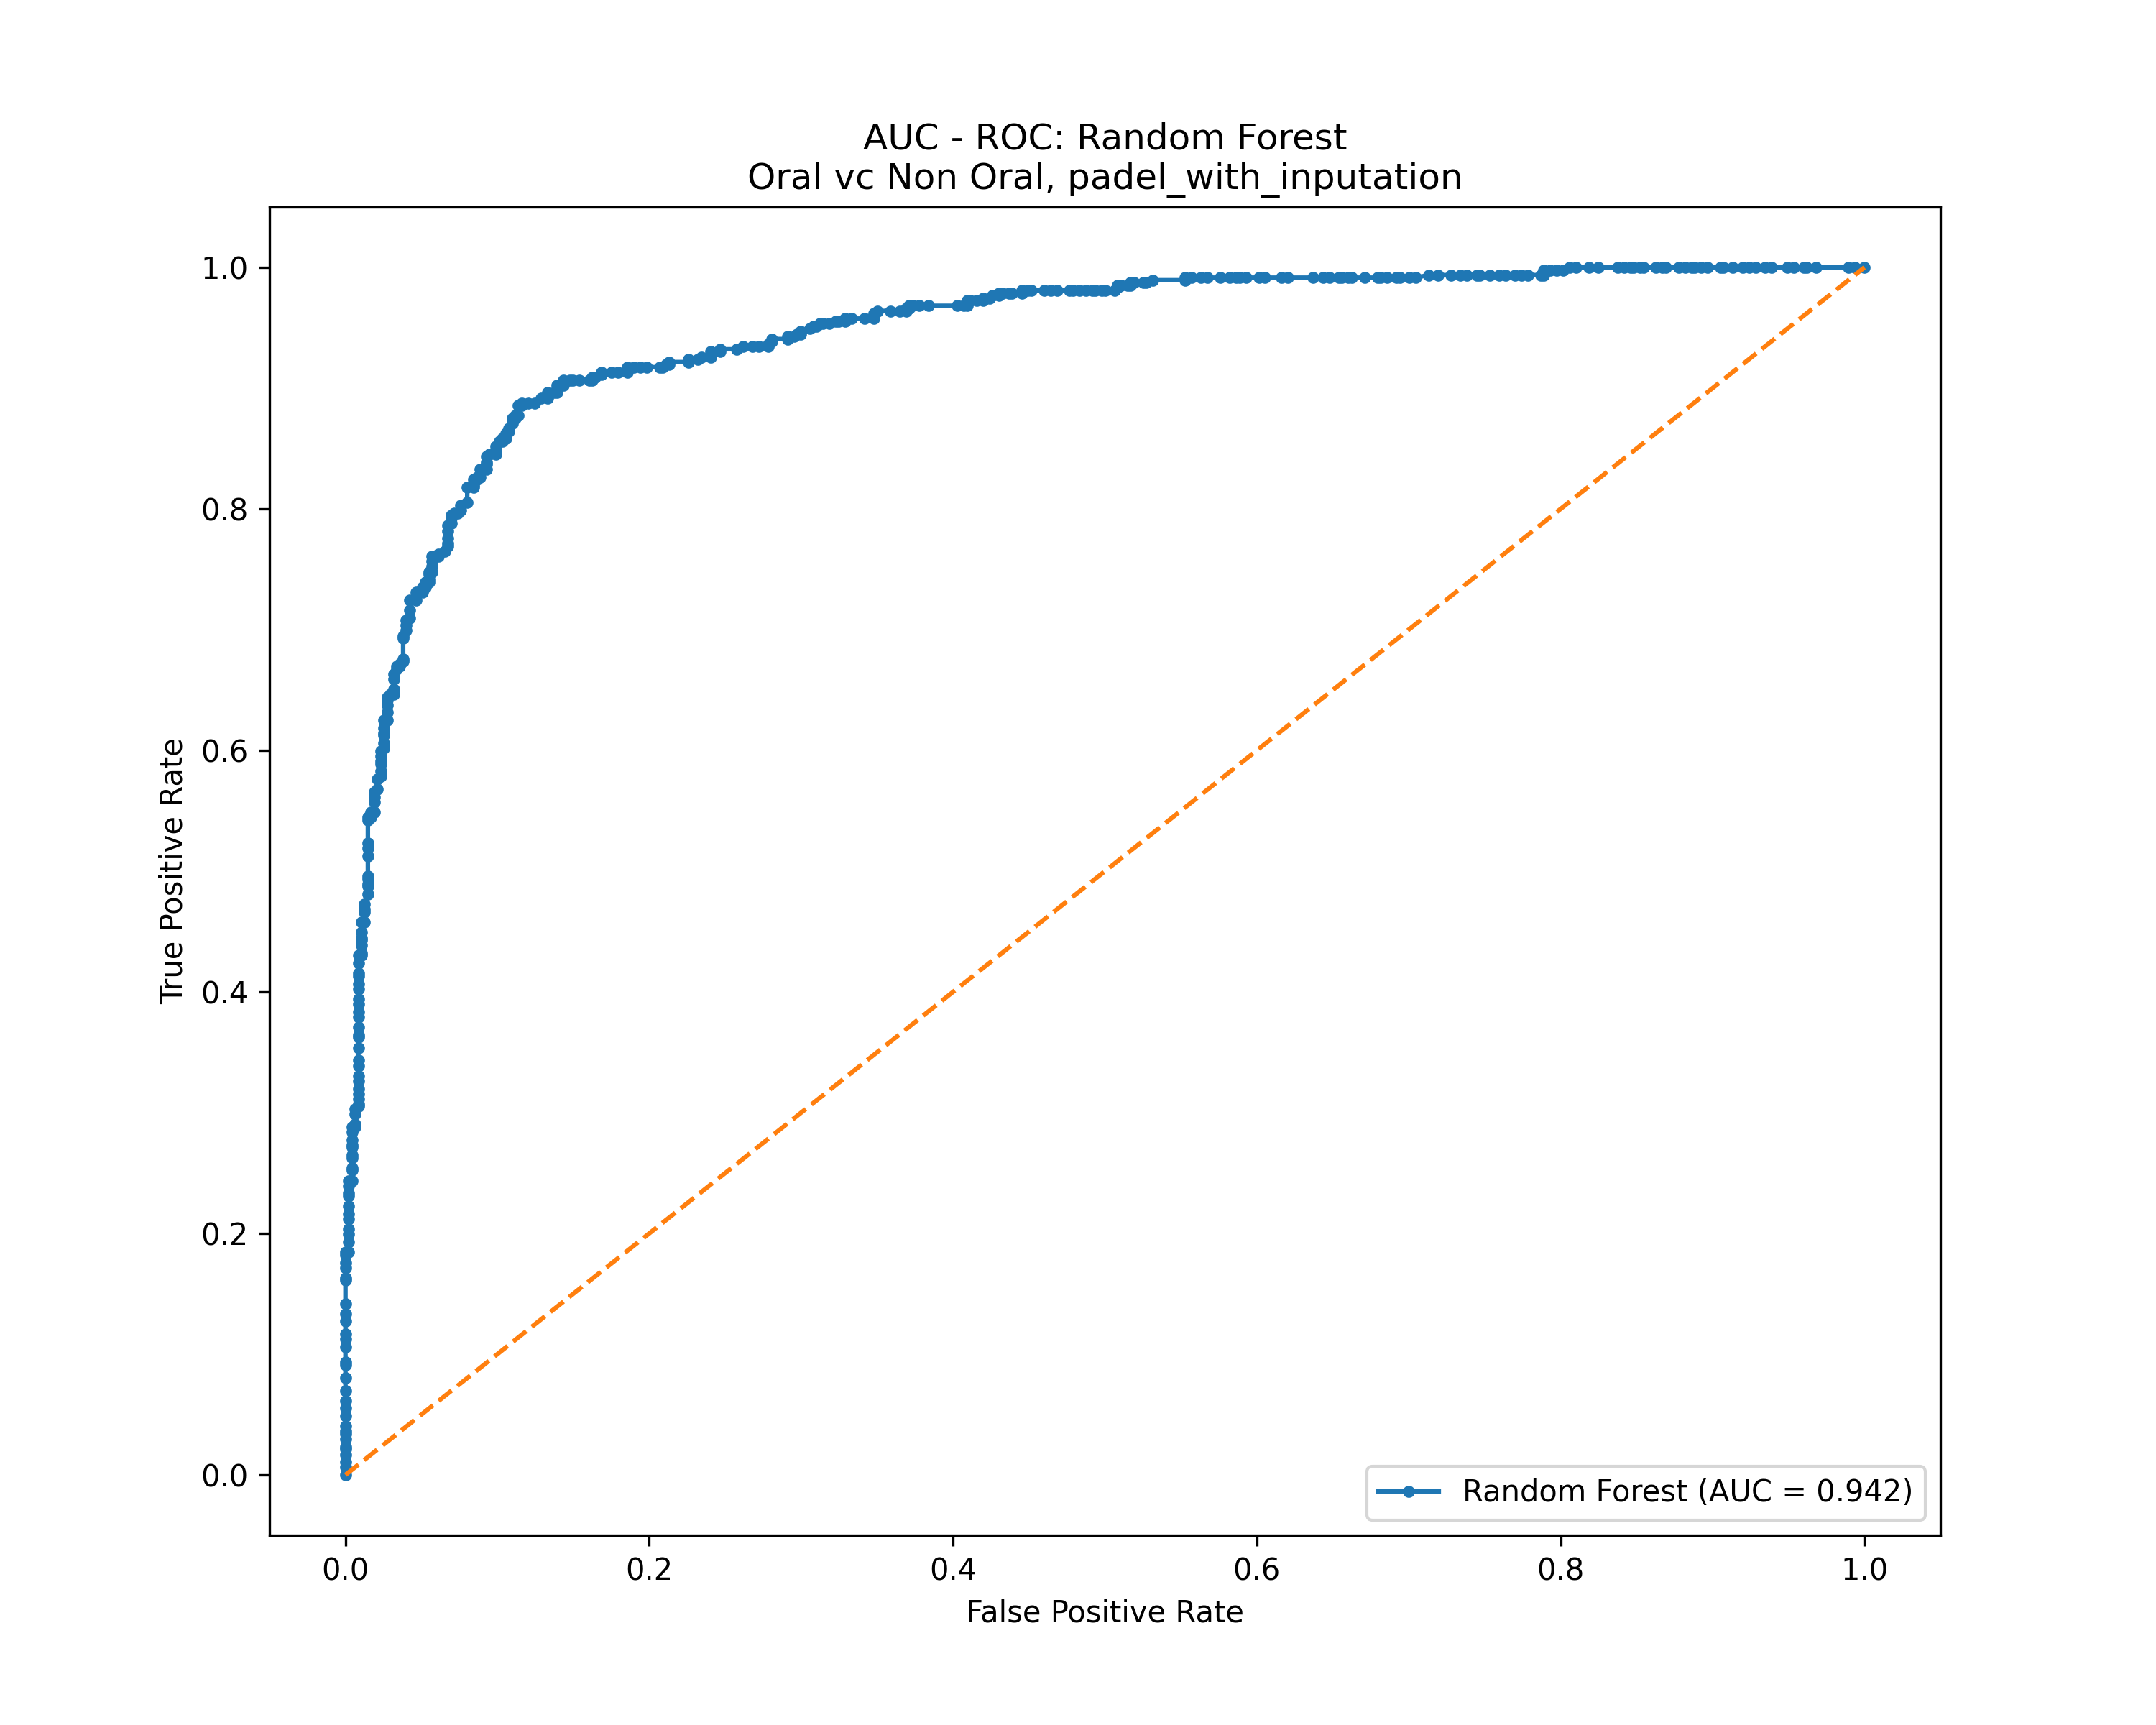 AUC - ROC: Random Forest
Oral vc Non Oral, padel_with_inputation
True Positive Rate
1.0
0.8
0.6
0.4
0.2
0.0
0.0 0.2 0.4 0.6 0.8 1.0
False Positive Rate
Random Forest (AUC = 0.942)